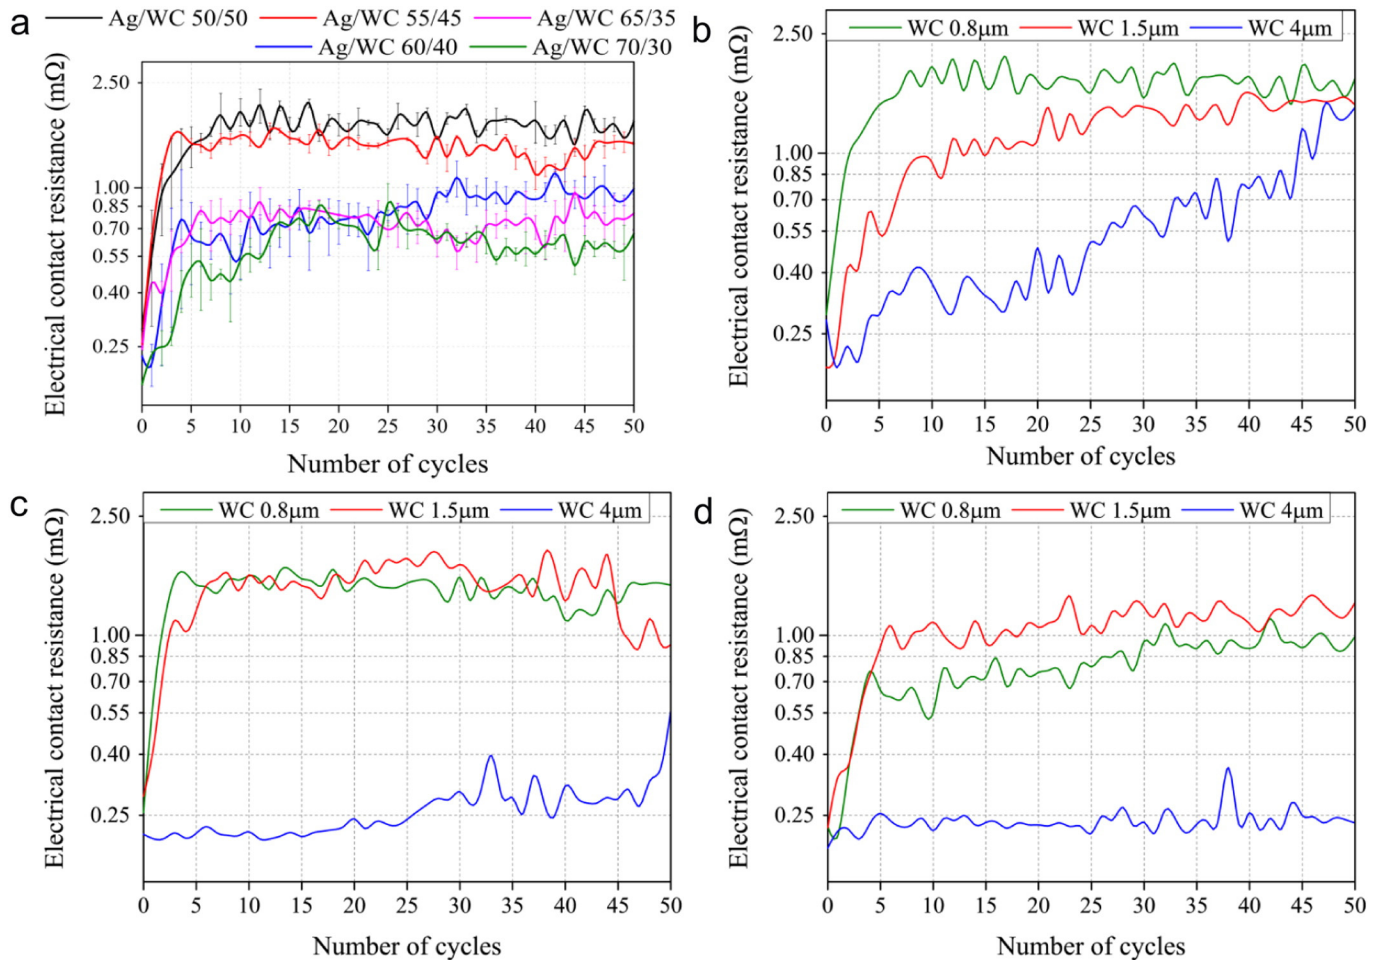 a
Ag/WC 50/50 Ag/WC 55/45 Ag/WC 65/35
Ag/WC 60/40 Ag/WC 70/30
Electrical contact resistance (mΩ)
2.50
1.00
0.85
0.70
0.55
0.40
0.25
0 5 10 15 20 25 30 35 40 45 50
Number of cycles
b
WC 0.8μm WC 1.5μm WC 4μm
Electrical contact resistance (mΩ)
2.50
1.00
0.85
0.70
0.55
0.40
0.25
0 5 10 15 20 25 30 35 40 45 50
Number of cycles
c
WC 0.8μm WC 1.5μm WC 4μm
Electrical contact resistance (mΩ)
2.50
1.00
0.85
0.70
0.55
0.40
0.25
0 5 10 15 20 25 30 35 40 45 50
Number of cycles
d
WC 0.8μm WC 1.5μm WC 4μm
Electrical contact resistance (mΩ)
2.50
1.00
0.85
0.70
0.55
0.40
0.25
0 5 10 15 20 25 30 35 40 45 50
Number of cycles